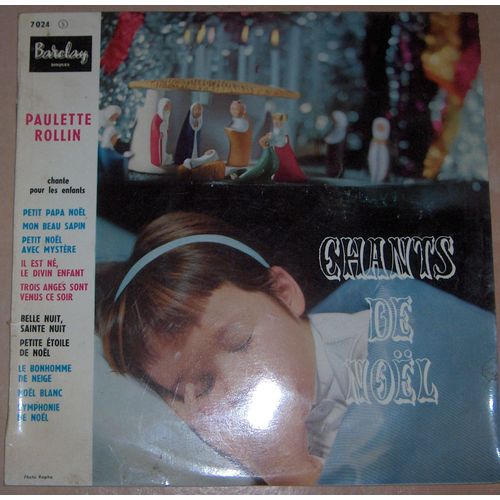 7024 S
Barclay
DISQUES
PAULETTE
ROLLIN
chante
pour les enfants
PETIT PAPA NOËL
MON BEAU SAPIN
PETIT NOËL
AVEC MYSTÈRE
IL EST NÉ,
LE DIVIN ENFANT
TROIS ANGES SONT
VENUS CE SOIR
BELLE NUIT,
SAINTE NUIT
PETITE ÉTOILE
DE NOËL
LE BONHOMME
DE NEIGE
NOËL BLANC
SYMPHONIE
DE NOËL
Photo Rapho
CHANTS
DE
NOËL